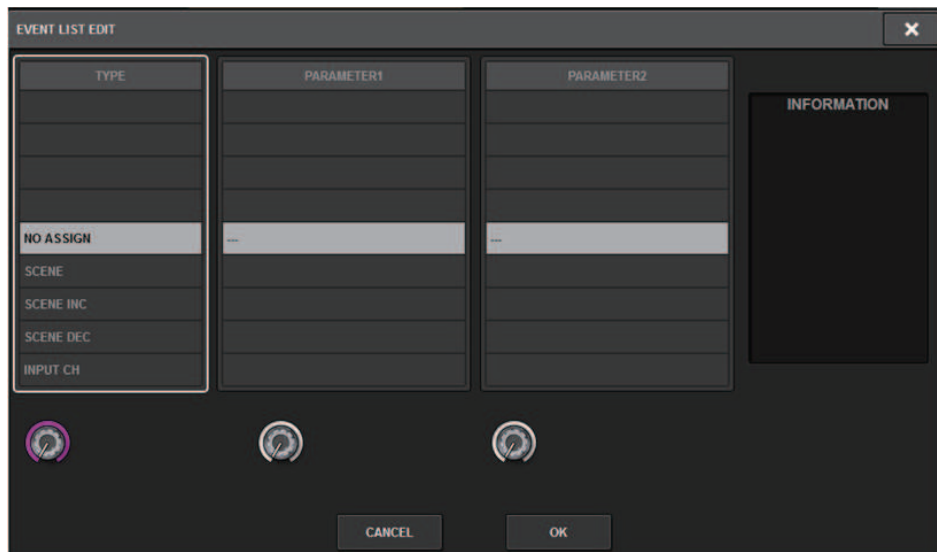 EVENT LIST EDIT
TYPE
PARAMETER1
PARAMETER2
INFORMATION
NO ASSIGN
---
---
SCENE
SCENE INC
SCENE DEC
INPUT CH
CANCEL
OK